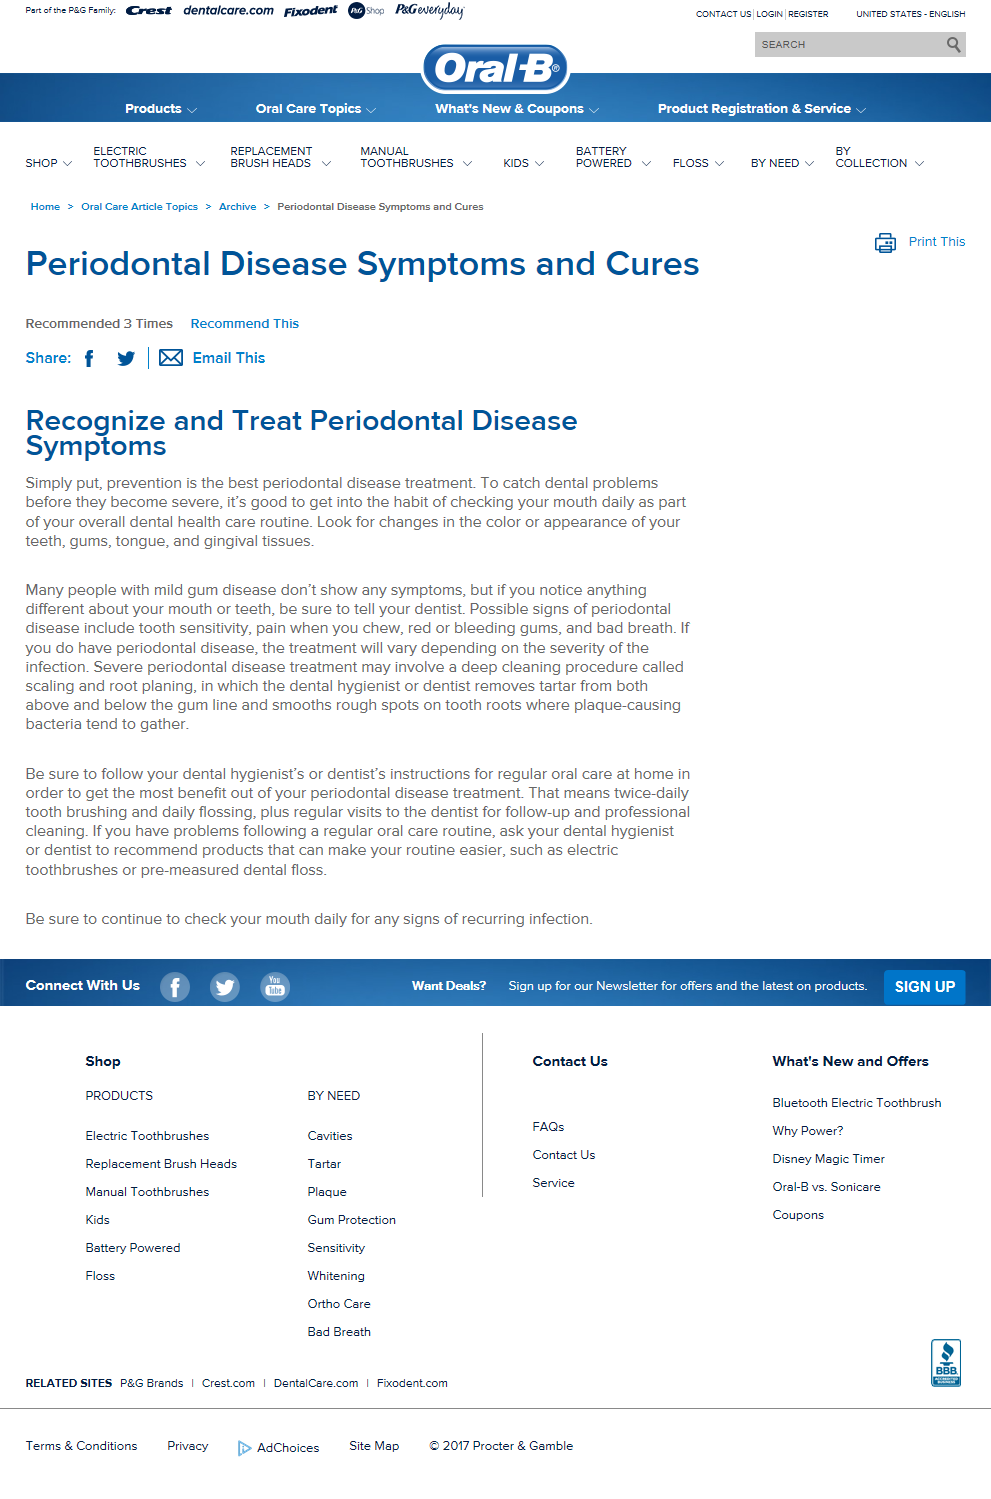 Part of the P&G Family: Crest dentalcare.com Fixodent P&G Shop P&G everyday
CONTACT US LOGIN REGISTER UNITED STATES - ENGLISH
SEARCH
Oral-B®
Products Oral Care Topics What's New & Coupons Product Registration & Service
SHOP ELECTRIC TOOTHBRUSHES REPLACEMENT BRUSH HEADS MANUAL TOOTHBRUSHES KIDS BATTERY POWERED FLOSS BY NEED BY COLLECTION
Home > Oral Care Article Topics > Archive > Periodontal Disease Symptoms and Cures
Print This
Periodontal Disease Symptoms and Cures
Recommended 3 Times Recommend This
Share: Email This
Recognize and Treat Periodontal Disease
Symptoms
Simply put, prevention is the best periodontal disease treatment. To catch dental problems
before they become severe, it’s good to get into the habit of checking your mouth daily as part
of your overall dental health care routine. Look for changes in the color or appearance of your
teeth, gums, tongue, and gingival tissues.
Many people with mild gum disease don’t show any symptoms, but if you notice anything
different about your mouth or teeth, be sure to tell your dentist. Possible signs of periodontal
disease include tooth sensitivity, pain when you chew, red or bleeding gums, and bad breath. If
you do have periodontal disease, the treatment will vary depending on the severity of the
infection. Severe periodontal disease treatment may involve a deep cleaning procedure called
scaling and root planing, in which the dental hygienist or dentist removes tartar from both
above and below the gum line and smooths rough spots on tooth roots where plaque-causing
bacteria tend to gather.
Be sure to follow your dental hygienist’s or dentist’s instructions for regular oral care at home in
order to get the most benefit out of your periodontal disease treatment. That means twice-daily
tooth brushing and daily flossing, plus regular visits to the dentist for follow-up and professional
cleaning. If you have problems following a regular oral care routine, ask your dental hygienist
or dentist to recommend products that can make your routine easier, such as electric
toothbrushes or pre-measured dental floss.
Be sure to continue to check your mouth daily for any signs of recurring infection.
Connect With Us You Tube Want Deals? Sign up for our Newsletter for offers and the latest on products. SIGN UP
Shop
PRODUCTS
Electric Toothbrushes
Replacement Brush Heads
Manual Toothbrushes
Kids
Battery Powered
Floss
BY NEED
Cavities
Tartar
Plaque
Gum Protection
Sensitivity
Whitening
Ortho Care
Bad Breath
Contact Us
FAQs
Contact Us
Service
What's New and Offers
Bluetooth Electric Toothbrush
Why Power?
Disney Magic Timer
Oral-B vs. Sonicare
Coupons
BBB.
ACCREDITED
BUSINESS
RELATED SITES P&G Brands | Crest.com | DentalCare.com | Fixodent.com
Terms & Conditions Privacy AdChoices Site Map © 2017 Procter & Gamble